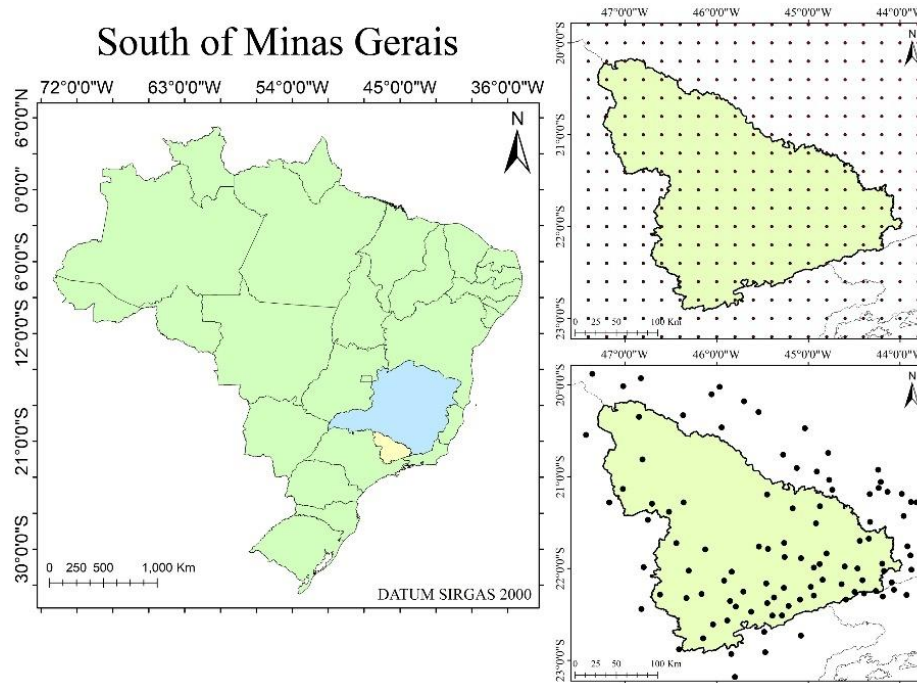 South of Minas Gerais
72°0'0"W 63°0'0"W 54°0'0"W 45°0'0"W 36°0'0"W
6°0'0"N
0°0'0"
6°0'0"S
12°0'0"S
21°0'0"S
30°0'0"S
N
0 250 500 1,000 Km
DATUM SIRGAS 2000
47°0'0"W 46°0'0"W 45°0'0"W 44°0'0"W
20°0'0"S
21°0'0"S
22°0'0"S
23°0'0"S
N
0 25 50 100 Km
47°0'0"W 46°0'0"W 45°0'0"W 44°0'0"W
20°0'0"S
21°0'0"S
22°0'0"S
23°0'0"S
N
0 25 50 100 Km